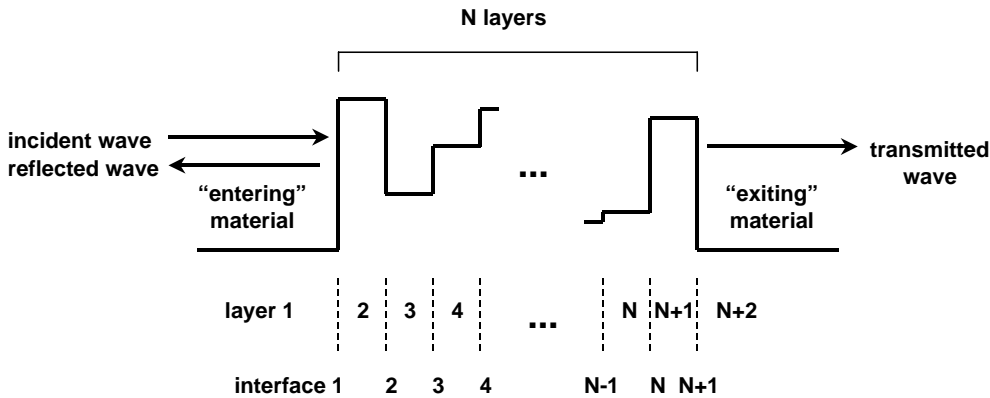 N layers
incident wave
reflected wave
“entering”
material
...
transmitted
wave
“exiting”
material
layer 1 2 3 4 ... N N+1 N+2
interface 1 2 3 4 N-1 N N+1